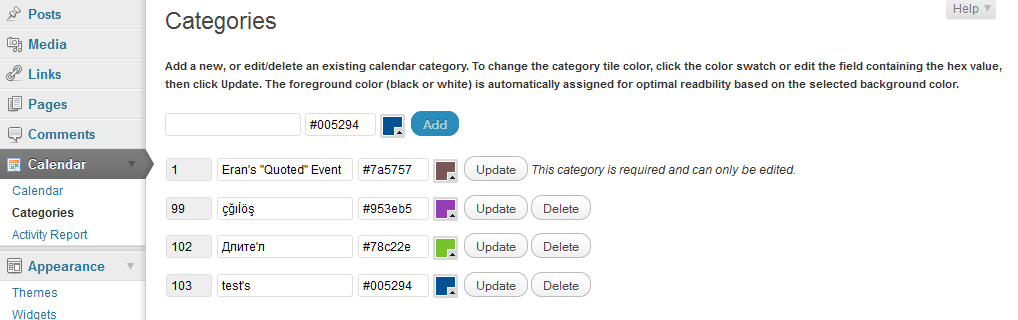 Posts
Media
Links
Pages
Comments
Calendar
Calendar
Categories
Activity Report
Appearance
Themes
Widgets
Help
Categories
Add a new, or edit/delete an existing calendar category. To change the category tile color, click the color swatch or edit the field containing the hex value,
then click Update. The foreground color (black or white) is automatically assigned for optimal readbility based on the selected background color.
#005294 Add
1 Eran's "Quoted" Event #7a5757 Update This category is required and can only be edited.
99 çğıİöş #953eb5 Update Delete
102 Длите'л #78c22e Update Delete
103 test's #005294 Update Delete